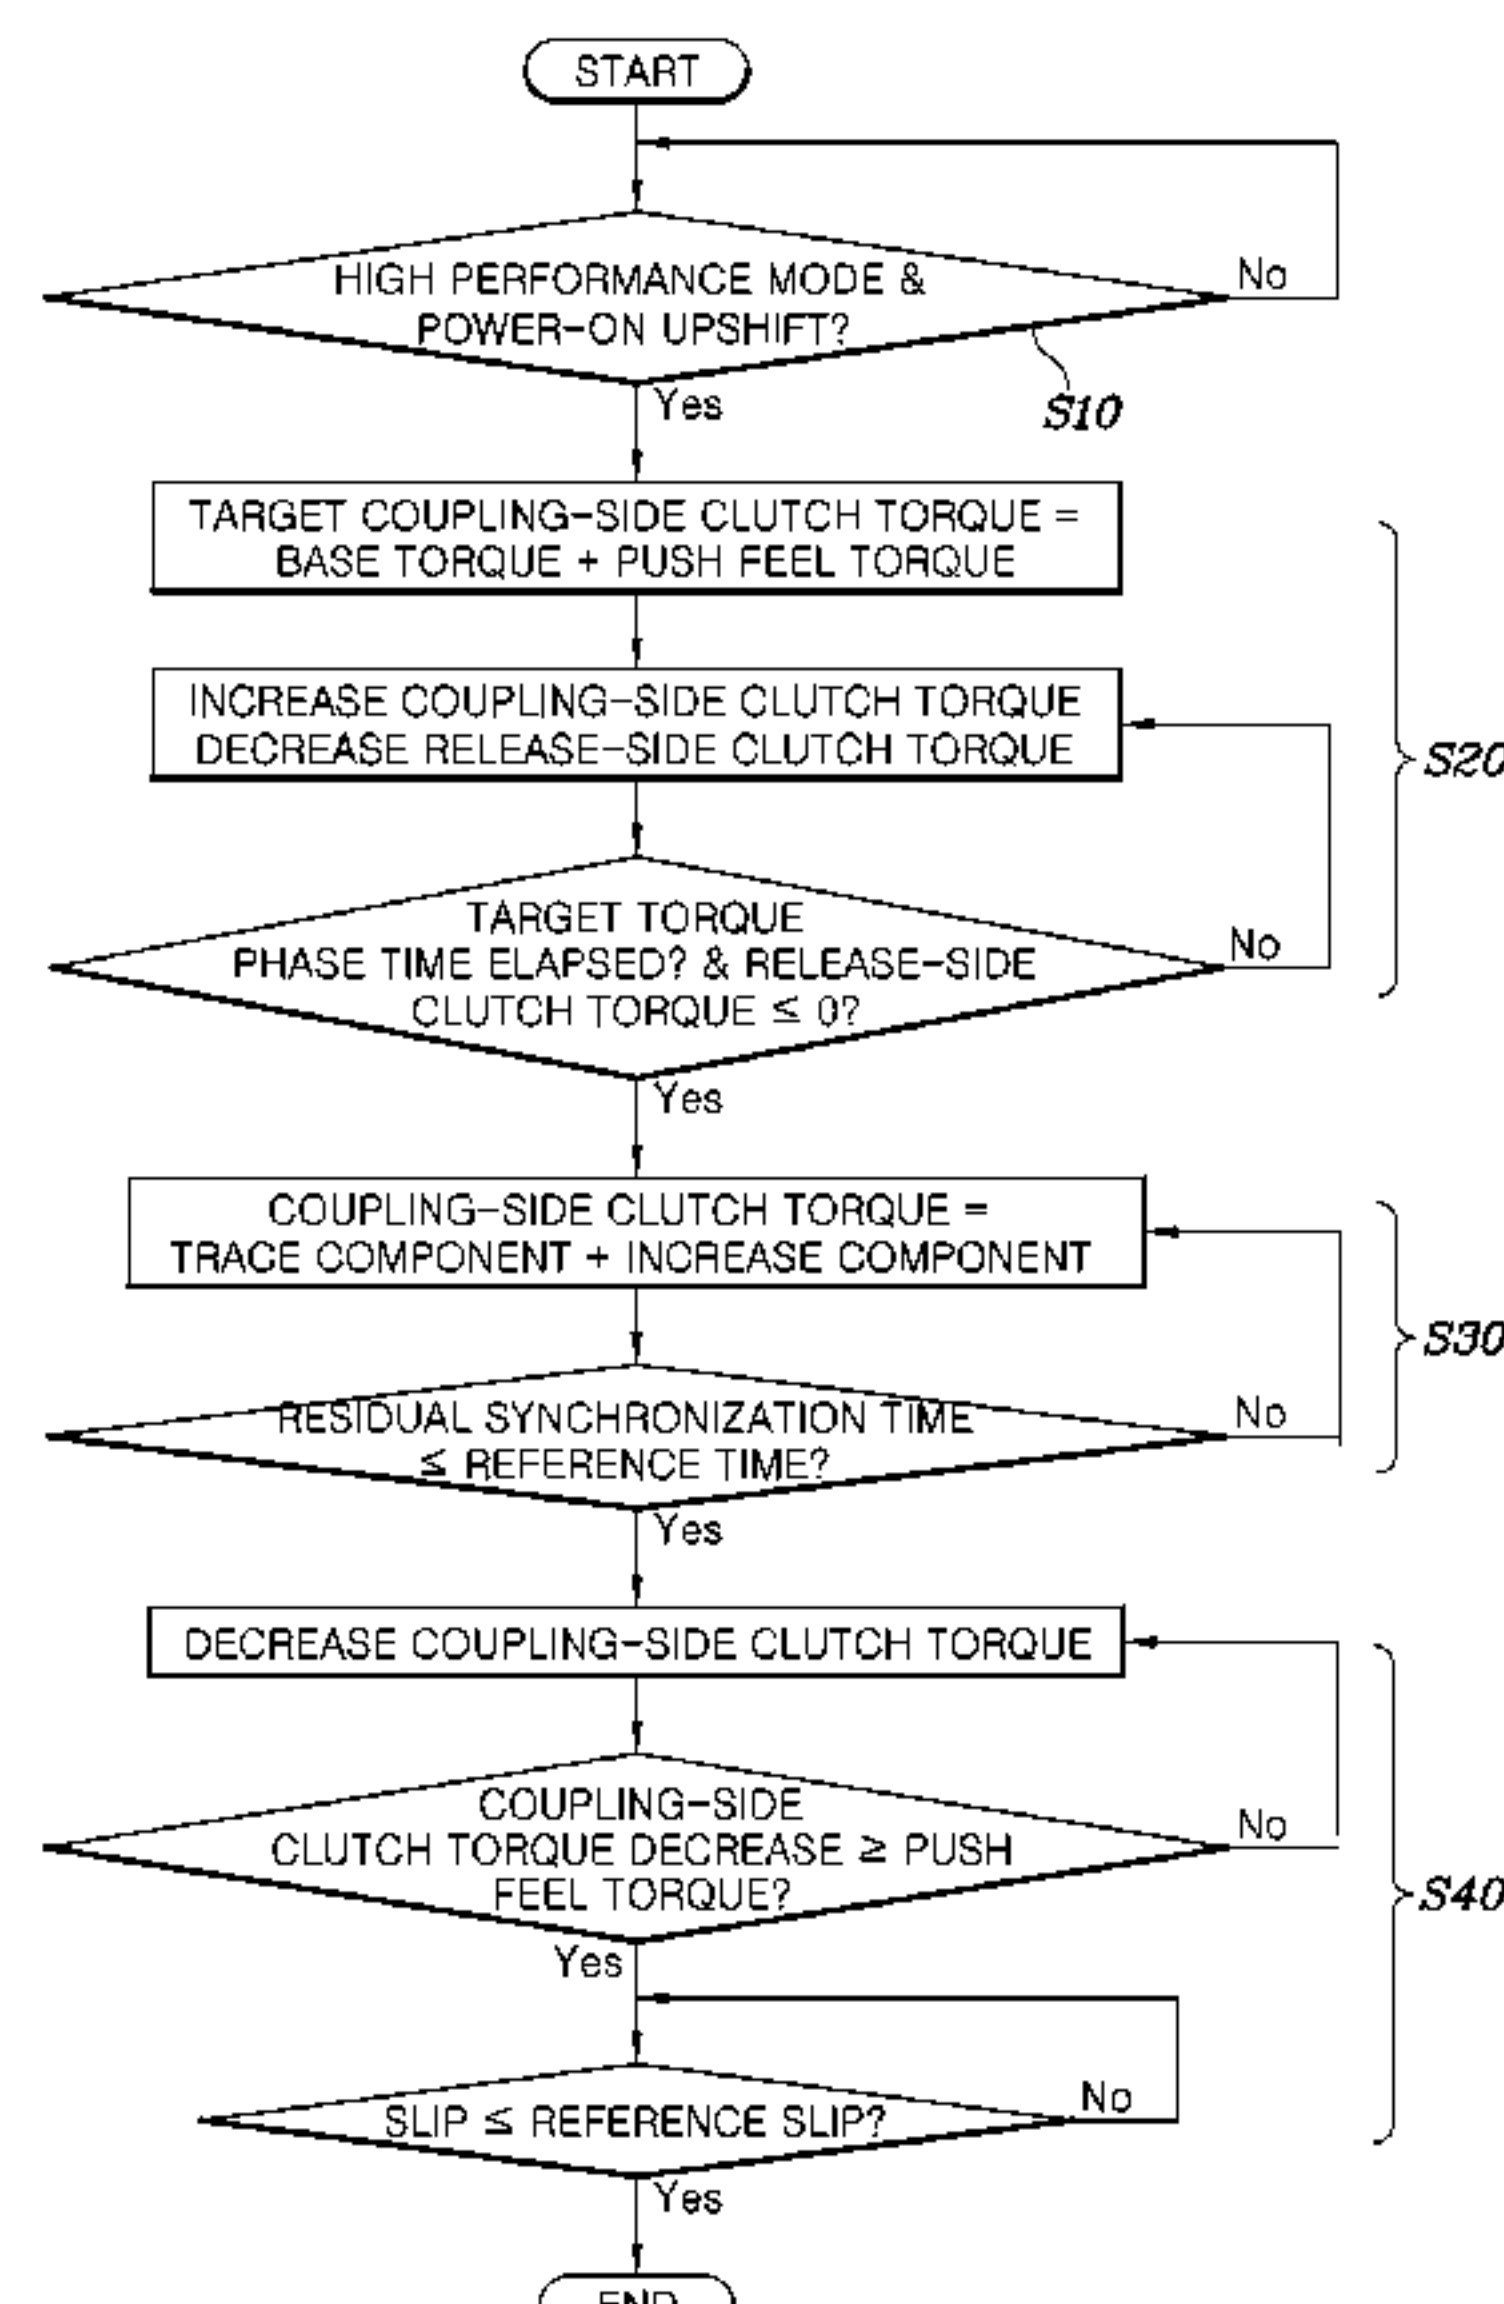 START
No
HIGH PERFORMANCE MODE &
POWER-ON UPSHIFT?
Yes
S10
TARGET COUPLING-SIDE CLUTCH TORQUE =
BASE TORQUE + PUSH FEEL TORQUE
INCREASE COUPLING-SIDE CLUTCH TORQUE
DECREASE RELEASE-SIDE CLUTCH TORQUE
S20
TARGET TORQUE
PHASE TIME ELAPSED? & RELEASE-SIDE
CLUTCH TORQUE ≤ 0?
No
Yes
COUPLING-SIDE CLUTCH TORQUE =
TRACE COMPONENT + INCREASE COMPONENT
S30
RESIDUAL SYNCHRONIZATION TIME
≤ REFERENCE TIME?
No
Yes
DECREASE COUPLING-SIDE CLUTCH TORQUE
COUPLING-SIDE
CLUTCH TORQUE DECREASE ≥ PUSH
FEEL TORQUE?
No
S40
Yes
SLIP ≤ REFERENCE SLIP?
No
Yes
END